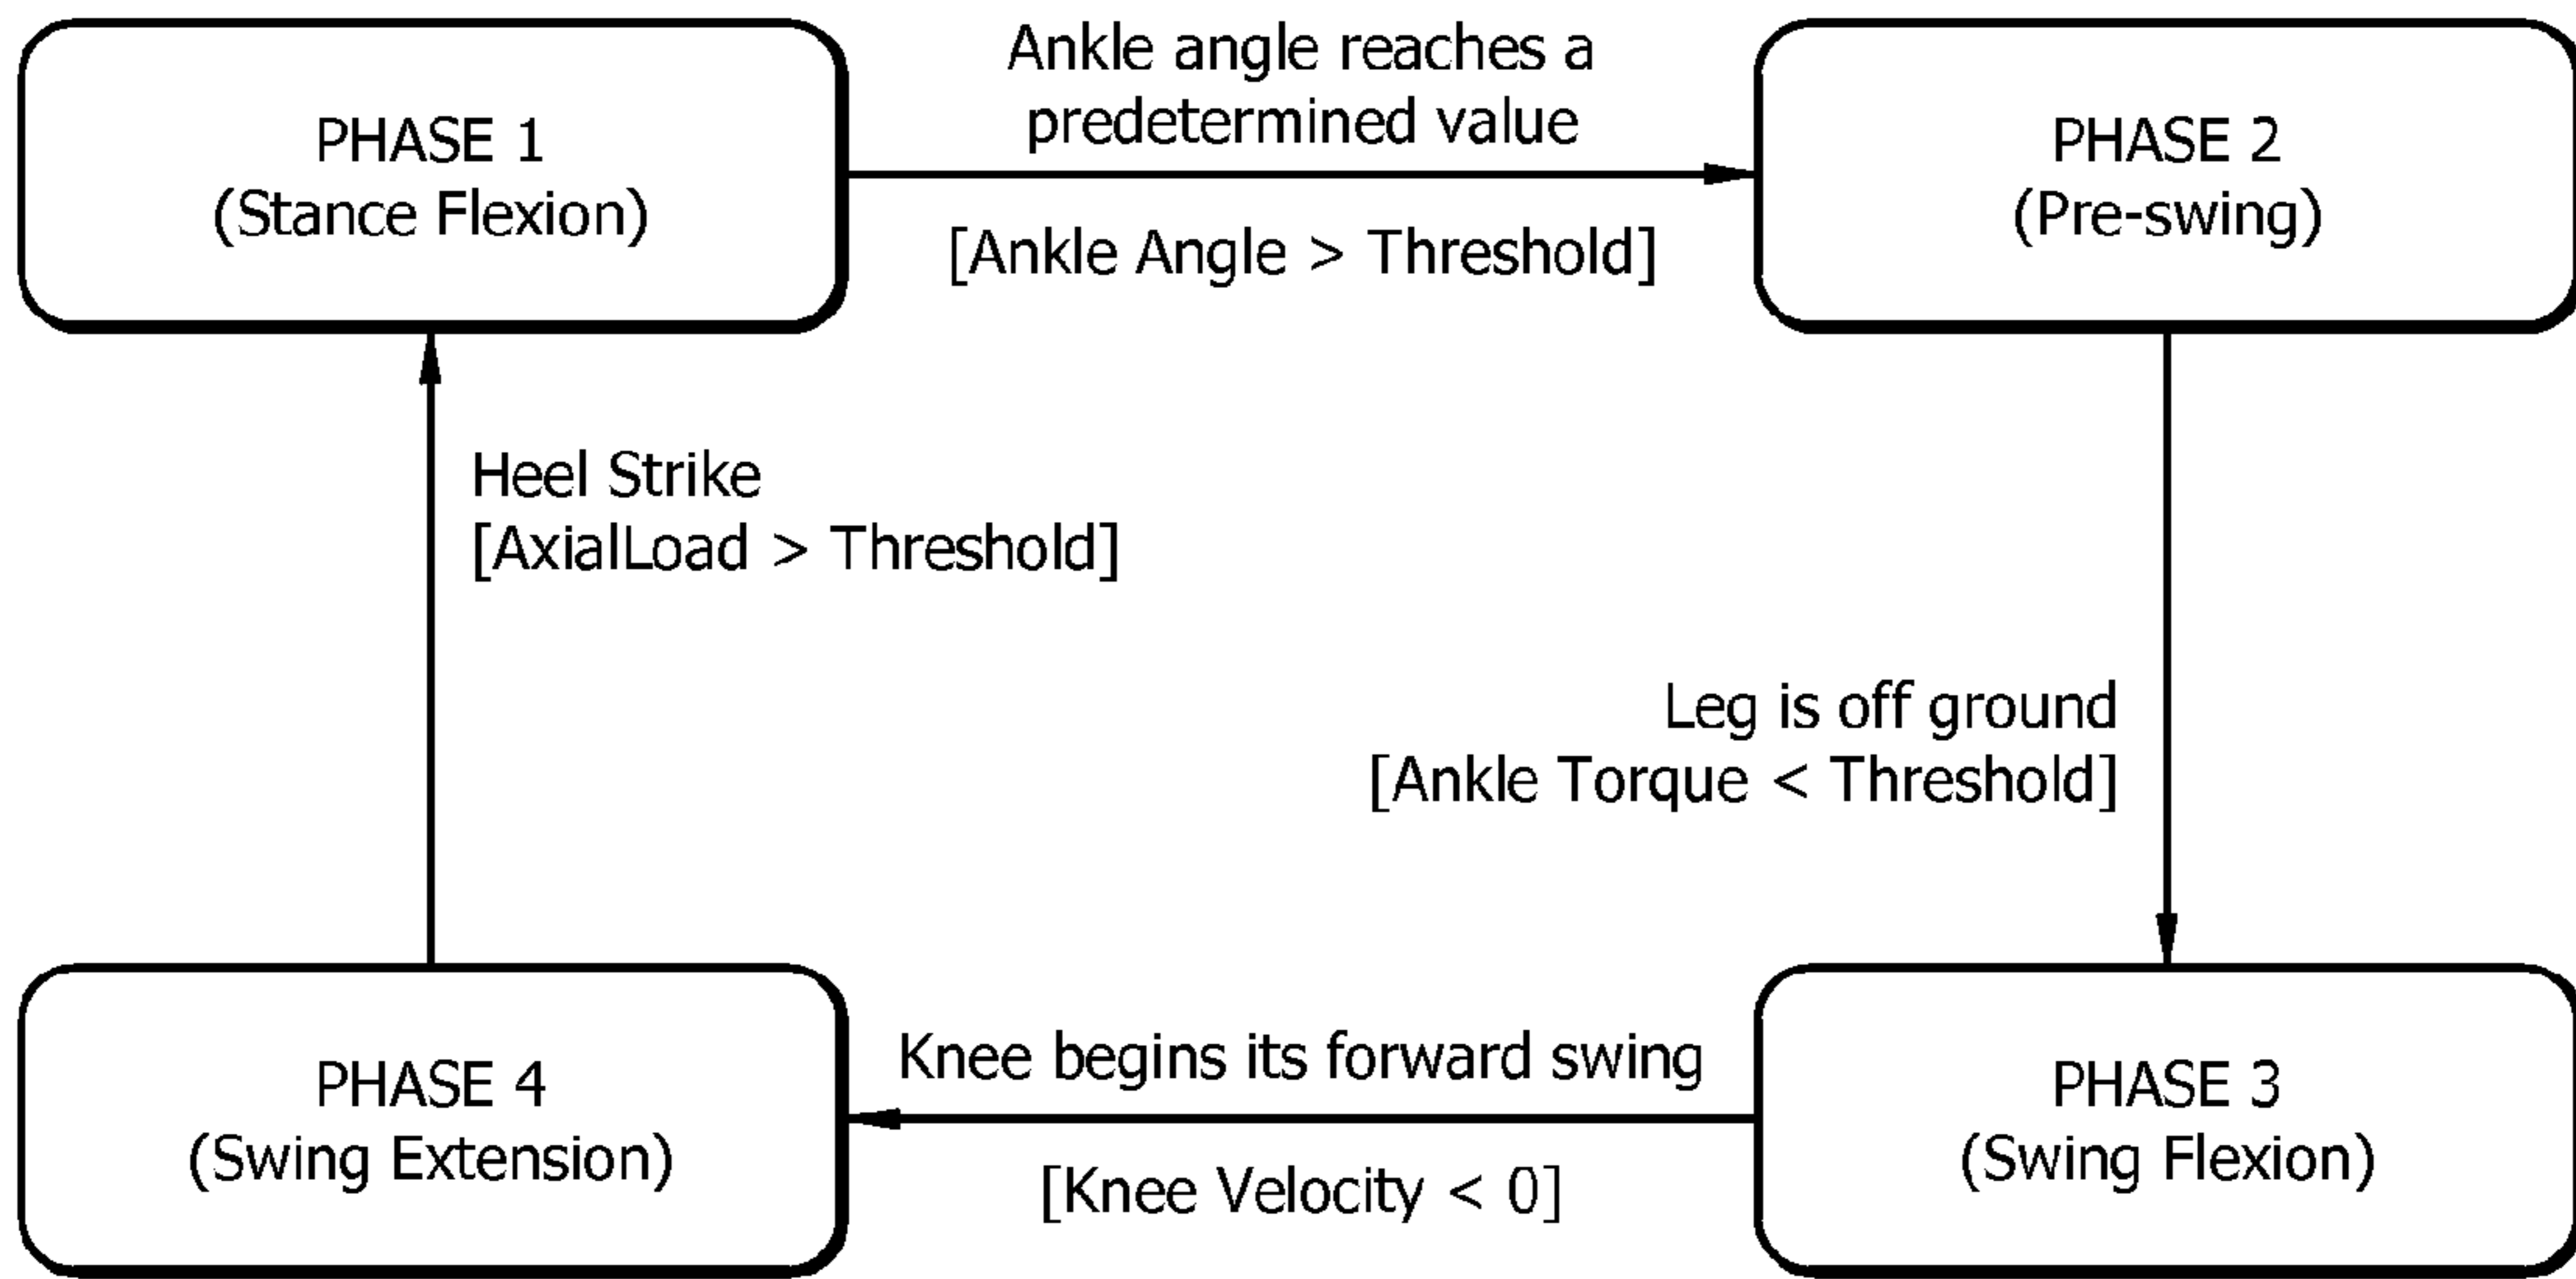 PHASE 1
(Stance Flexion)
Ankle angle reaches a
predetermined value
[Ankle Angle > Threshold]
PHASE 2
(Pre-swing)
Heel Strike
[AxialLoad > Threshold]
Leg is off ground
[Ankle Torque < Threshold]
PHASE 4
(Swing Extension)
Knee begins its forward swing
[Knee Velocity < 0]
PHASE 3
(Swing Flexion)